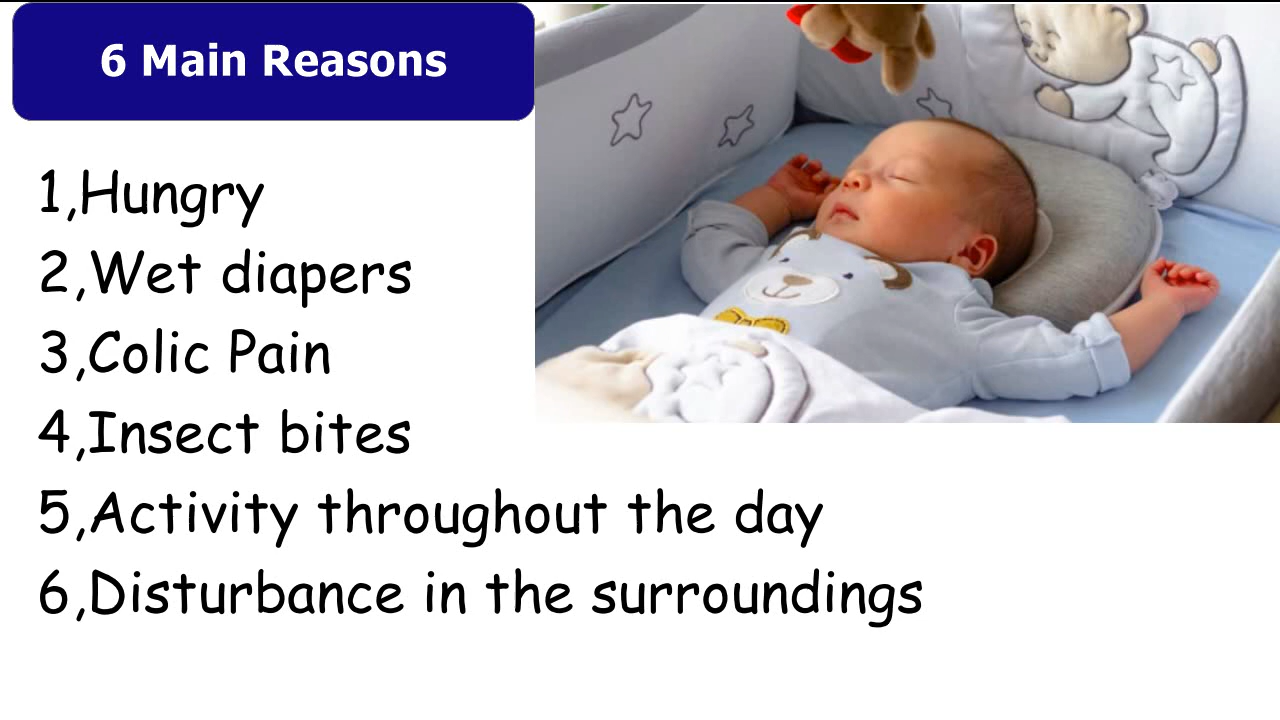 6 Main Reasons
1,Hungry
2,Wet diapers
3,Colic Pain
4,Insect bites
5,Activity throughout the day
6,Disturbance in the surroundings